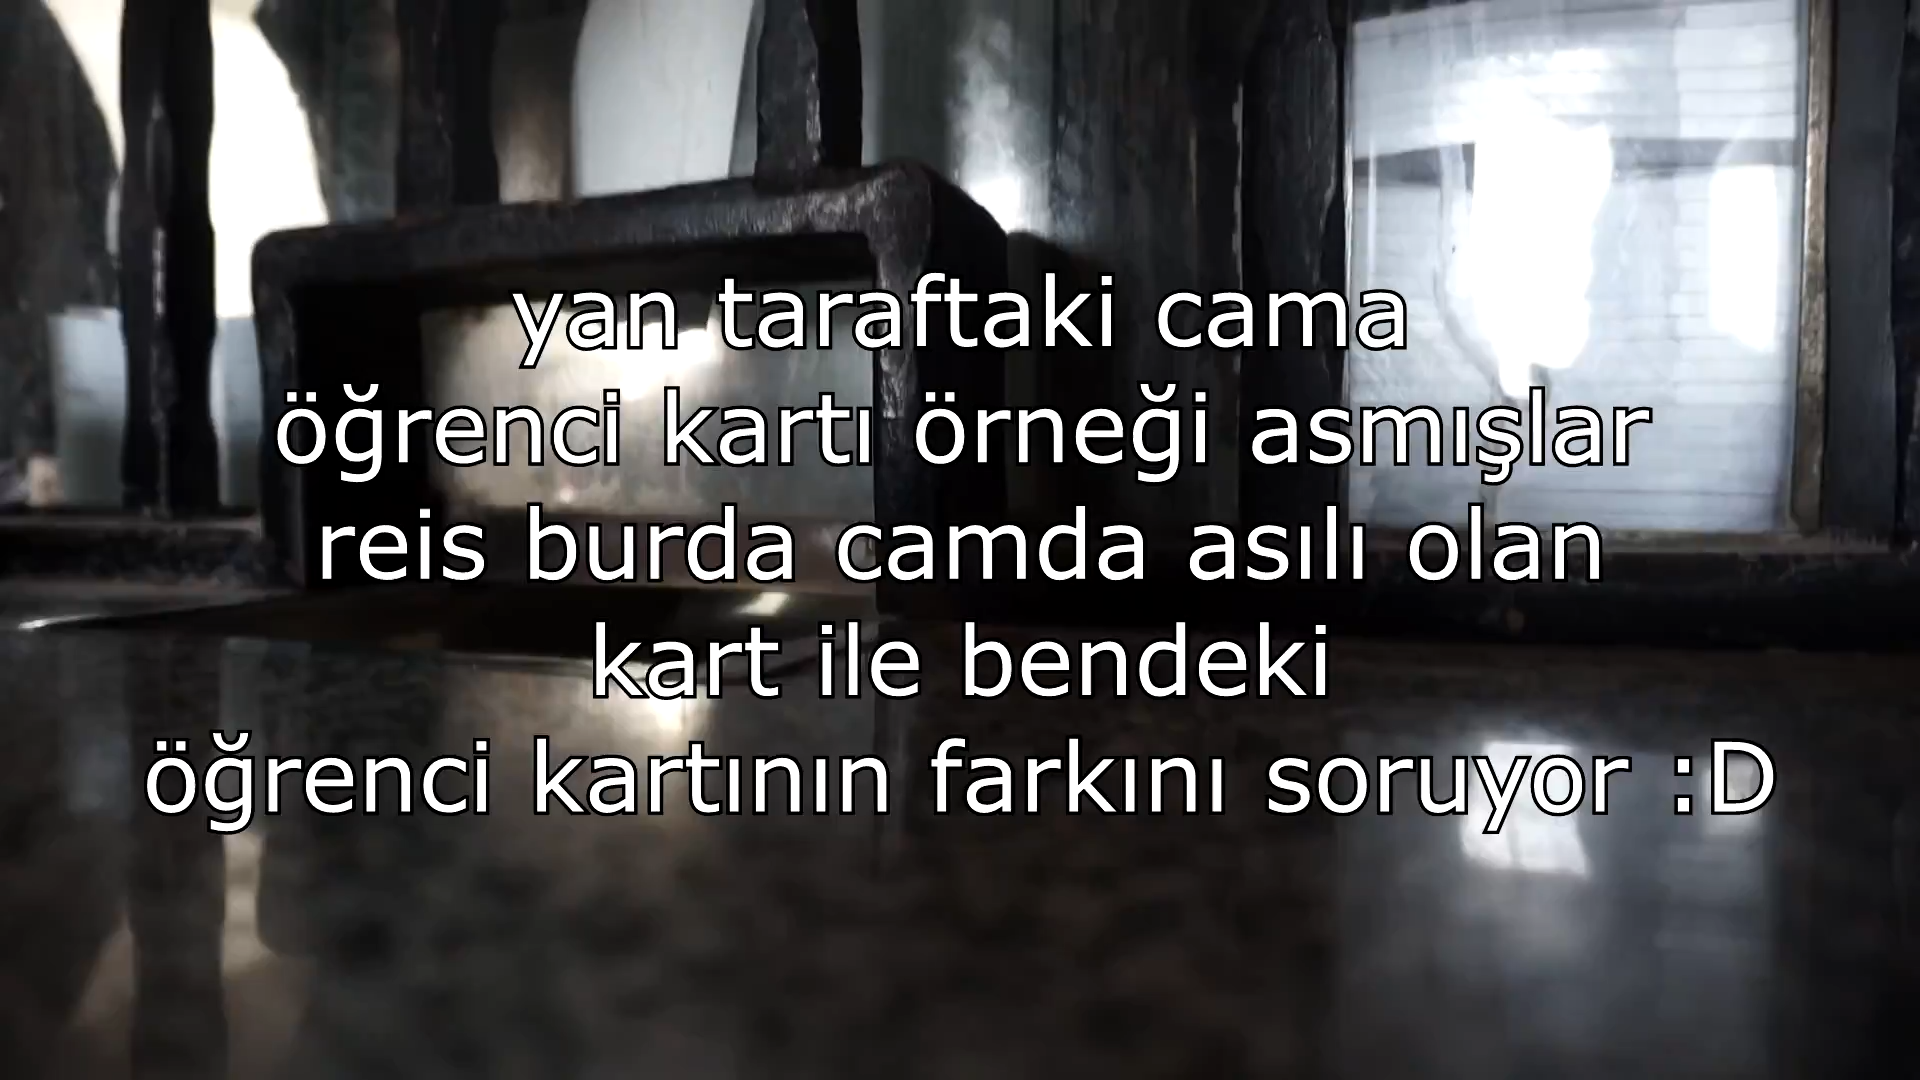 yan taraftaki cama
öğrenci kartı örneği asmışlar
reis burda camda asılı olan
kart ile bendeki
öğrenci kartının farkını soruyor :D